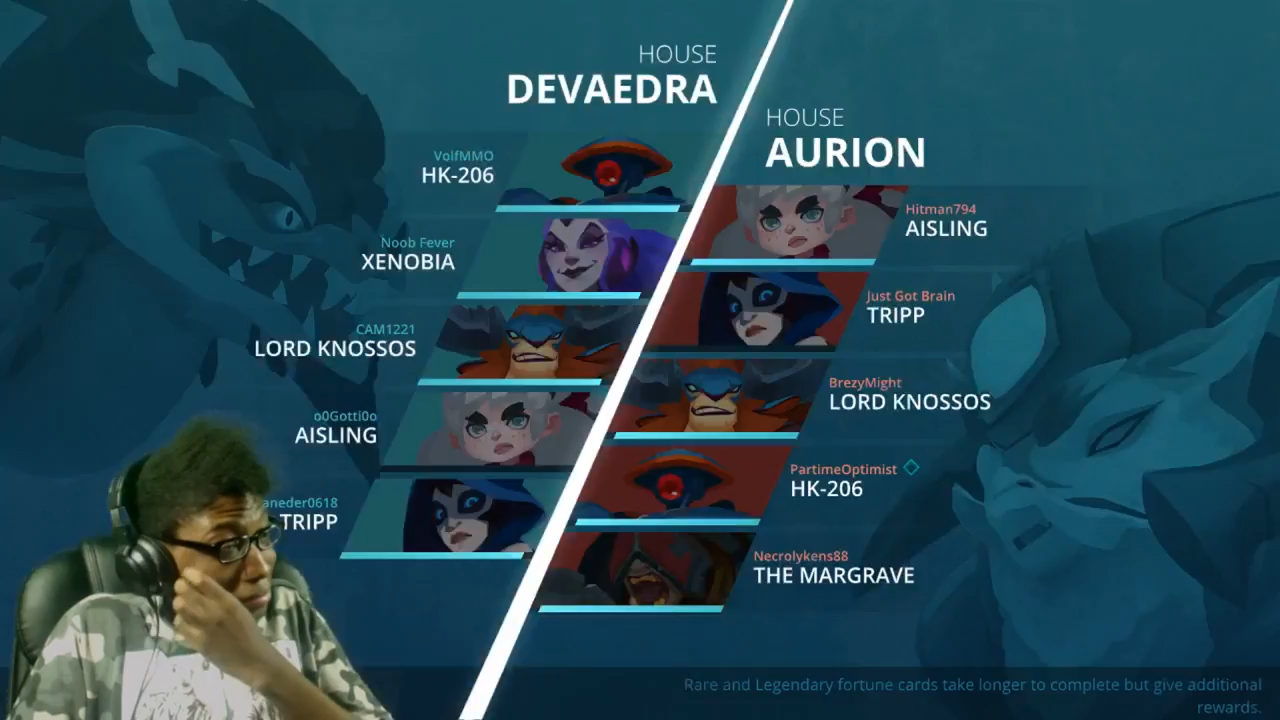 HOUSE
DEVAEDRA
VolfMMO
HK-206
Noob Fever
XENOBIA
CAM1221
LORD KNOSSOS
o0Gotti0o
AISLING
aneder0618
TRIPP
HOUSE
AURION
Hitman794
AISLING
Just Got Brain
TRIPP
BrezyMight
LORD KNOSSOS
PartimeOptimist
HK-206
Necrolykens88
THE MARGRAVE
Rare and Legendary fortune cards take longer to complete but give additional
rewards.